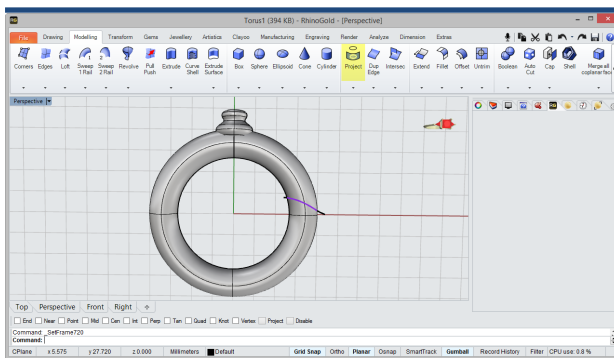 Torus1 (394 KB) - RhinoGold - [Perspective]
File Drawing Modelling Transform Gems Jewellery Artistics Clayoo Manufacturing Engraving Render Analyze Dimension Extras
Corners Edges Loft Sweep 1 Rail Sweep 2 Rail Revolve Pull Push Extrude Curve Shell Extrude Surface Box Sphere Ellipsoid Cone Cylinder Project Dup Edge Intersec Extend Fillet Offset Untrim Boolean Auto Cut Cap Shell Merge all coplanar faci
Perspective
Top Perspective Front Right
End Near Point Mid Cen Int Perp Tan Quad Knot Vertex Project Disable
Command: _SetFrame720
Command:
CPlane x5.575 y 27.720 z 0.000 Millimeters Default Grid Snap Ortho Planar Osnap SmartTrack Gumball Record History Filter CPU use: 0.8 %